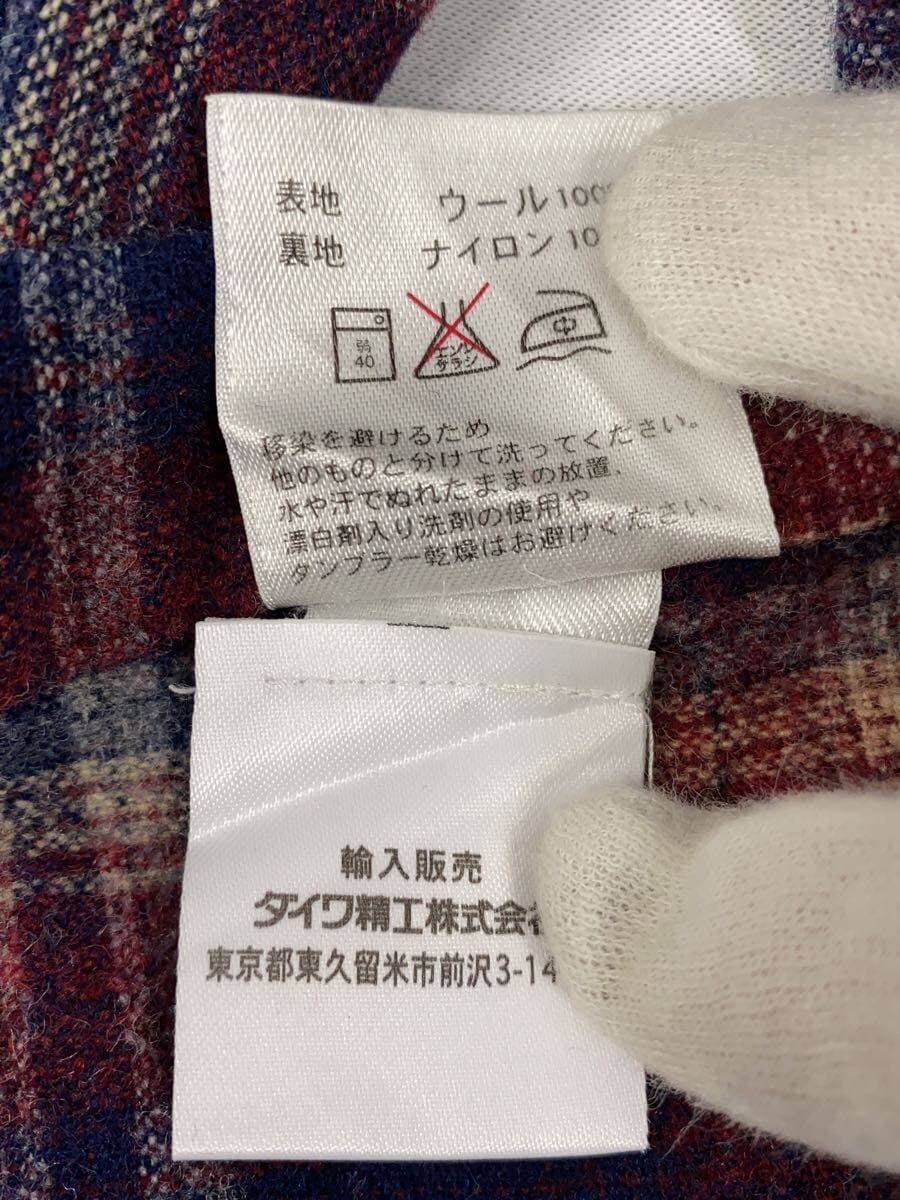 表地 ウール 100
裏地 ナイロン 10
弱
40
エンソ
サラシ
中
移染を避けるため
他のものと分けて洗ってください。
水や汗でぬれたままの放置、
漂白剤入り洗剤の使用や
タンブラー乾燥はお避けください。
輸入販売
ダイワ精工株式会
東京都東久留米市前沢3-14